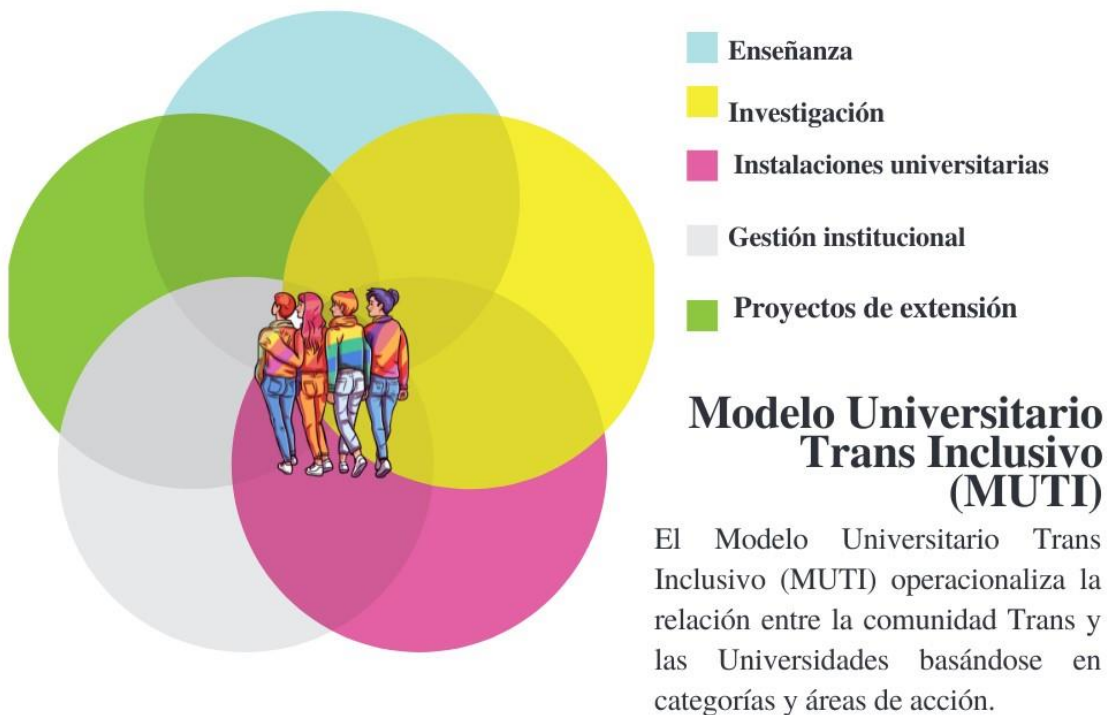 Enseñanza
Investigación
Instalaciones universitarias
Gestión institucional
Proyectos de extensión
Modelo Universitario
Trans Inclusivo
(MUTI)
El Modelo Universitario Trans
Inclusivo (MUTI) operacionaliza la
relación entre la comunidad Trans y
las Universidades basándose en
categorías y áreas de acción.